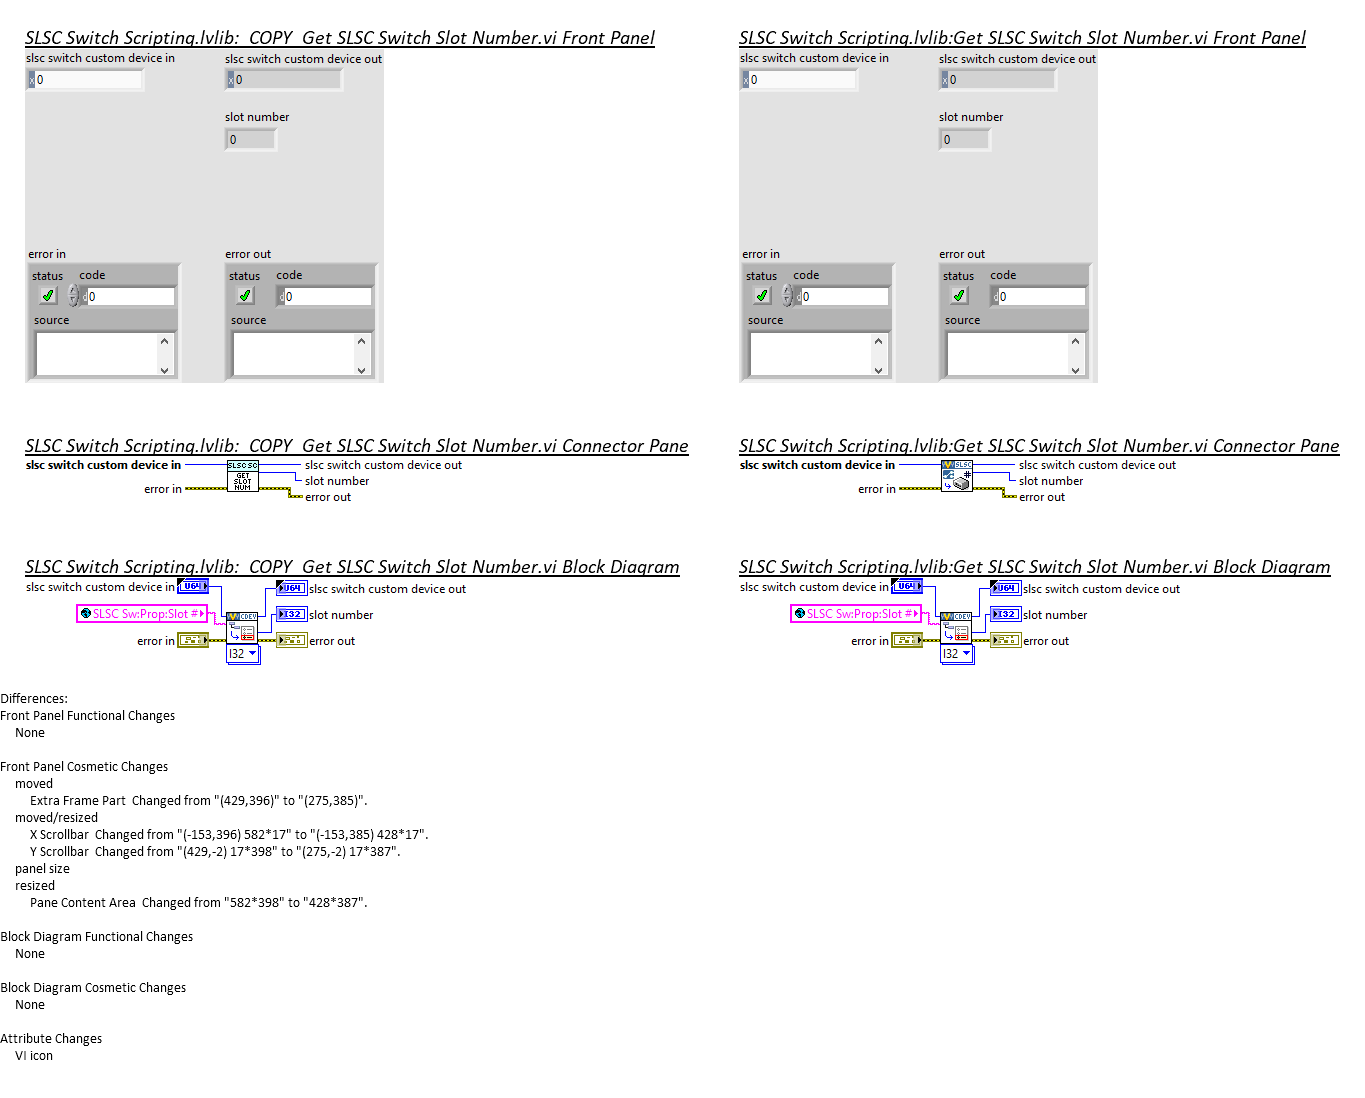 SLSC Switch Scripting.lvlib:  COPY  Get SLSC Switch Slot Number.vi Front Panel
slsc switch custom device in
slsc switch custom device out
x 0
x 0
slot number
0
error in
error out
status
code
status
code
d 0
d 0
source
source
SLSC Switch Scripting.lvlib:Get SLSC Switch Slot Number.vi Front Panel
slsc switch custom device in
slsc switch custom device out
x 0
x 0
slot number
0
error in
error out
status
code
status
code
d 0
d 0
source
source
SLSC Switch Scripting.lvlib:  COPY  Get SLSC Switch Slot Number.vi Connector Pane
slsc switch custom device in
SLSC SC
GET
SLOT
NUM
slsc switch custom device out
slot number
error in
error out
SLSC Switch Scripting.lvlib:Get SLSC Switch Slot Number.vi Connector Pane
slsc switch custom device in
SLSC
#
slsc switch custom device out
slot number
error in
error out
SLSC Switch Scripting.lvlib:  COPY  Get SLSC Switch Slot Number.vi Block Diagram
slsc switch custom device in
U64
U64
slsc switch custom device out
SLSC Sw:Prop:Slot #
CDEV
I32
slot number
error in
error out
I32
SLSC Switch Scripting.lvlib:Get SLSC Switch Slot Number.vi Block Diagram
slsc switch custom device in
U64
U64
slsc switch custom device out
SLSC Sw:Prop:Slot #
CDEV
I32
slot number
error in
error out
I32
Differences:
Front Panel Functional Changes
None
Front Panel Cosmetic Changes
moved
Extra Frame Part  Changed from "(429,396)" to "(275,385)".
moved/resized
X Scrollbar  Changed from "(-153,396) 582*17" to "(-153,385) 428*17".
Y Scrollbar  Changed from "(429,-2) 17*398" to "(275,-2) 17*387".
panel size
resized
Pane Content Area  Changed from "582*398" to "428*387".
Block Diagram Functional Changes
None
Block Diagram Cosmetic Changes
None
Attribute Changes
VI icon